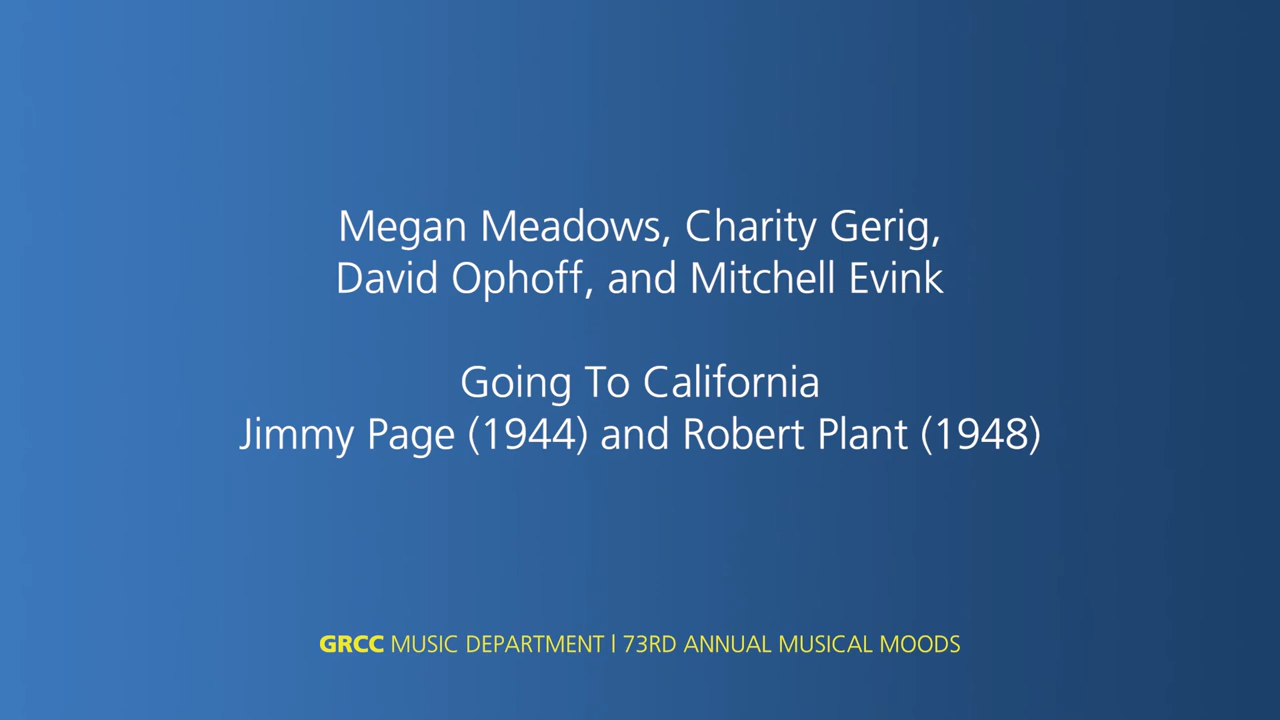 Megan Meadows, Charity Gerig,
David Ophoff, and Mitchell Evink
Going To California
Jimmy Page (1944) and Robert Plant (1948)
GRCC MUSIC DEPARTMENT | 73RD ANNUAL MUSICAL MOODS